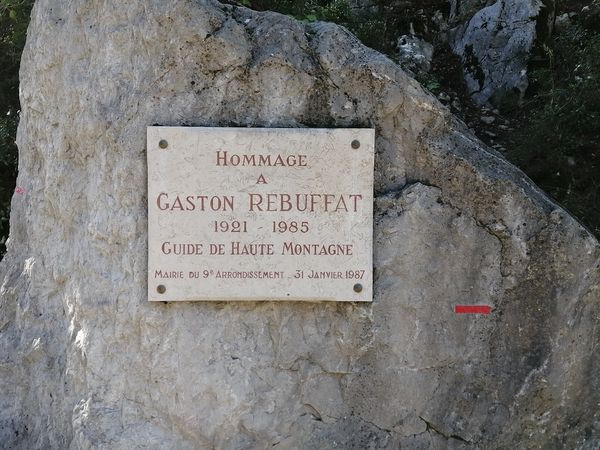 HOMMAGE
A
GASTON REBUFFAT
1921 - 1985
GUIDE DE HAUTE MONTAGNE
MAIRIE DU 9e ARRONDISSEMENT _ 31 JANVIER 1987